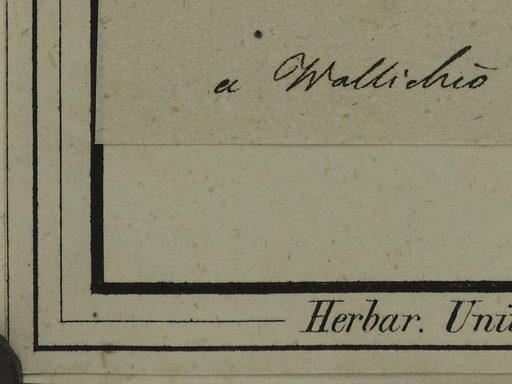 a Wallichio
Herbar. Uni